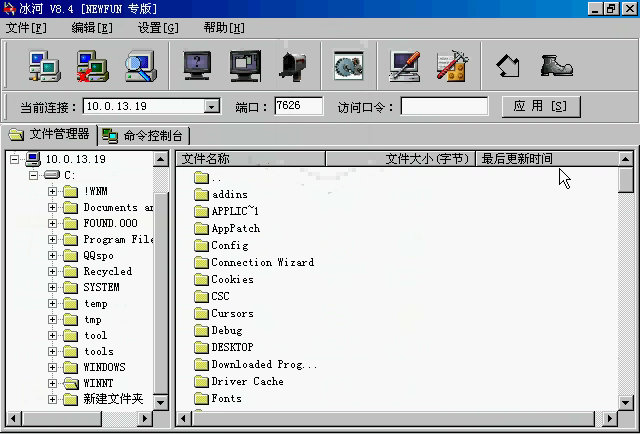 冰河 V8.4 [NEWFUN 专版]
文件[F] 编辑[E] 设置[G] 帮助[H]
当前连接: 10.0.13.19 端口: 7626 访问口令: 应用 [S]
文件管理器 命令控制台
10.0.13.19
C:
!WNM
Documents an
FOUND.000
Program File
QQspo
Recycled
SYSTEM
temp
tmp
tool
tools
WINDOWS
WINNT
新建文件夹
文件名称 文件大小(字节) 最后更新时间
..
addins
APPLIC~1
AppPatch
Config
Connection Wizard
Cookies
CSC
Cursors
Debug
DESKTOP
Downloaded Prog...
Driver Cache
Fonts